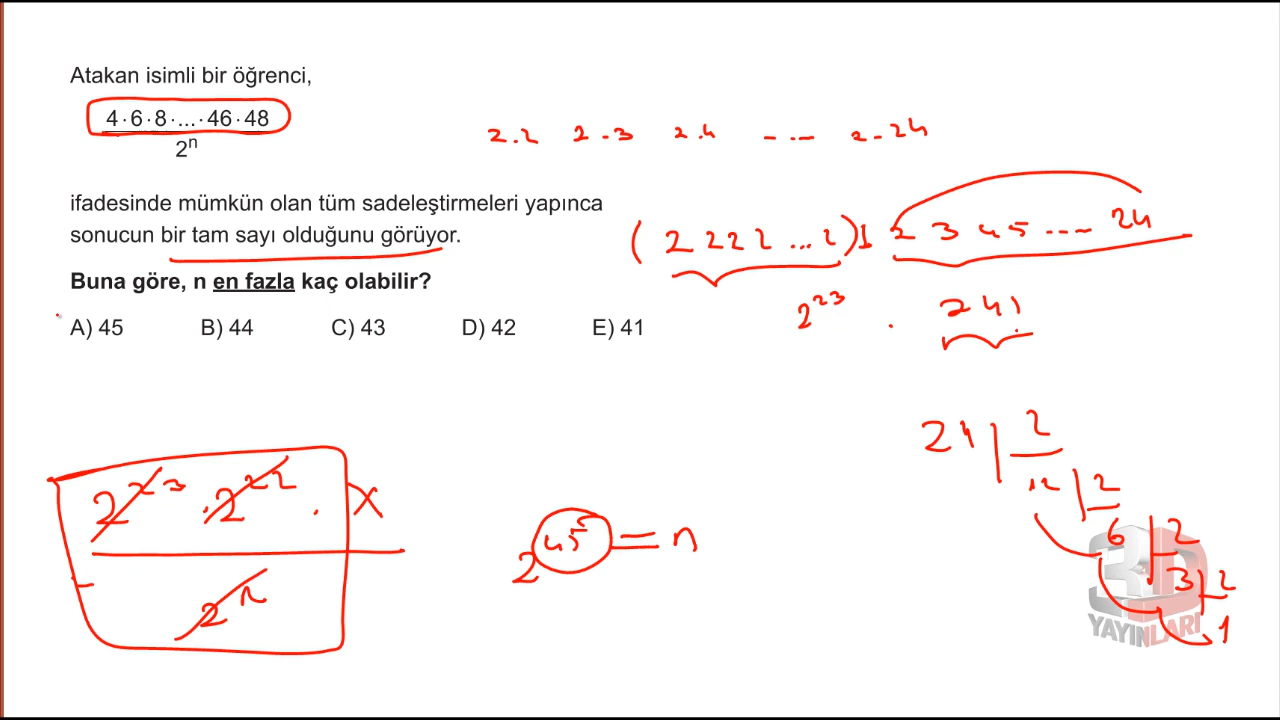 Atakan isimli bir öğrenci,
4 · 6 · 8 · ... · 46 · 48
2ⁿ
2.2 2.3 2.4 - .... 2.24
ifadesinde mümkün olan tüm sadeleştirmeleri yapınca
sonucun bir tam sayı olduğunu görüyor.
(2 2 2 2 ... 2) 1 2 3 4 5 .... 24
Buna göre, n en fazla kaç olabilir?
2²³ . 24!
A) 45 B) 44 C) 43 D) 42 E) 41
24 2
12 2
6 2
3 2
1
2²³ . 2²² . x
2ⁿ
2⁴⁵ = n
3D
YAYINLARI